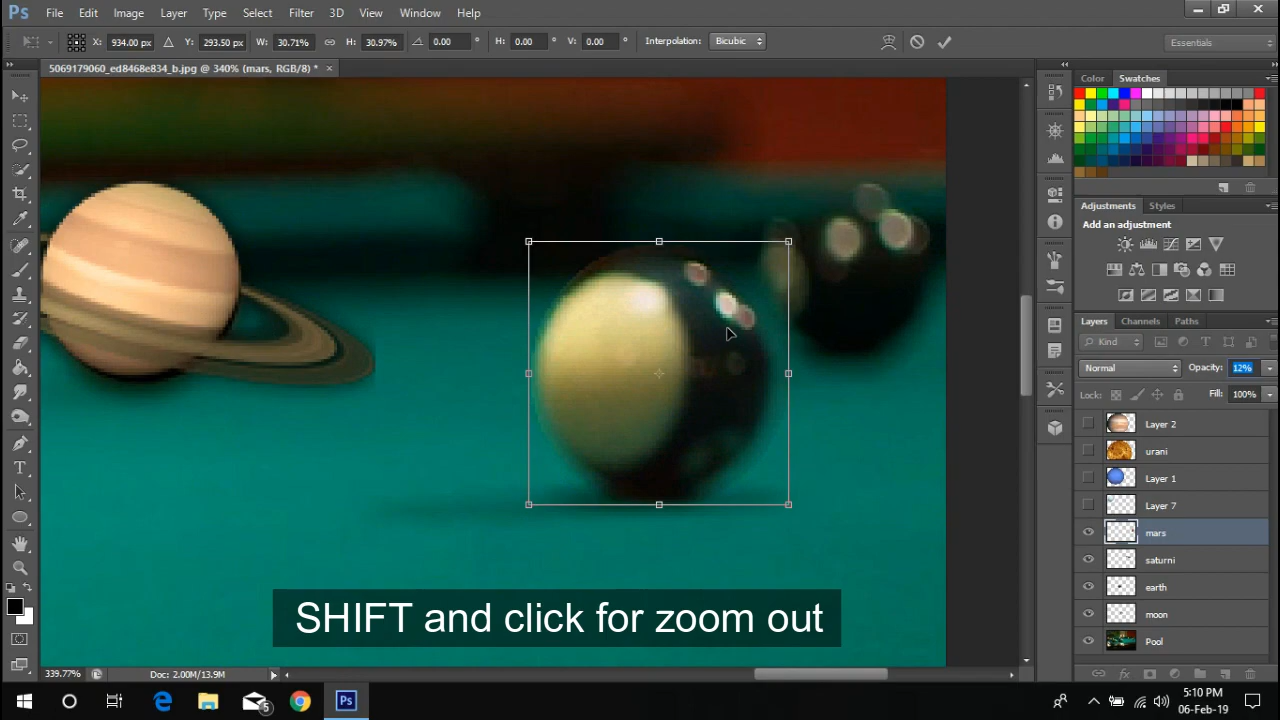 Ps File Edit Image Layer Type Select Filter 3D View Window Help
X: 934.00 px Y: 293.50 px W: 30.71% H: 30.97% 0.00 ° H: 0.00 ° V: 0.00 ° Interpolation: Bicubic Essentials
5069179060_ed8468e834_b.jpg @ 340% (mars, RGB/8) * ×
Color Swatches
Adjustments Styles
Add an adjustment
Layers Channels Paths
Kind
Normal Opacity: 12%
Lock: Fill: 100%
Layer 2
urani
Layer 1
Layer 7
mars
saturni
earth
moon
Pool
SHIFT and click for zoom out
339.77% Doc: 2.00M/13.9M
5 Ps 5:10 PM
06-Feb-19